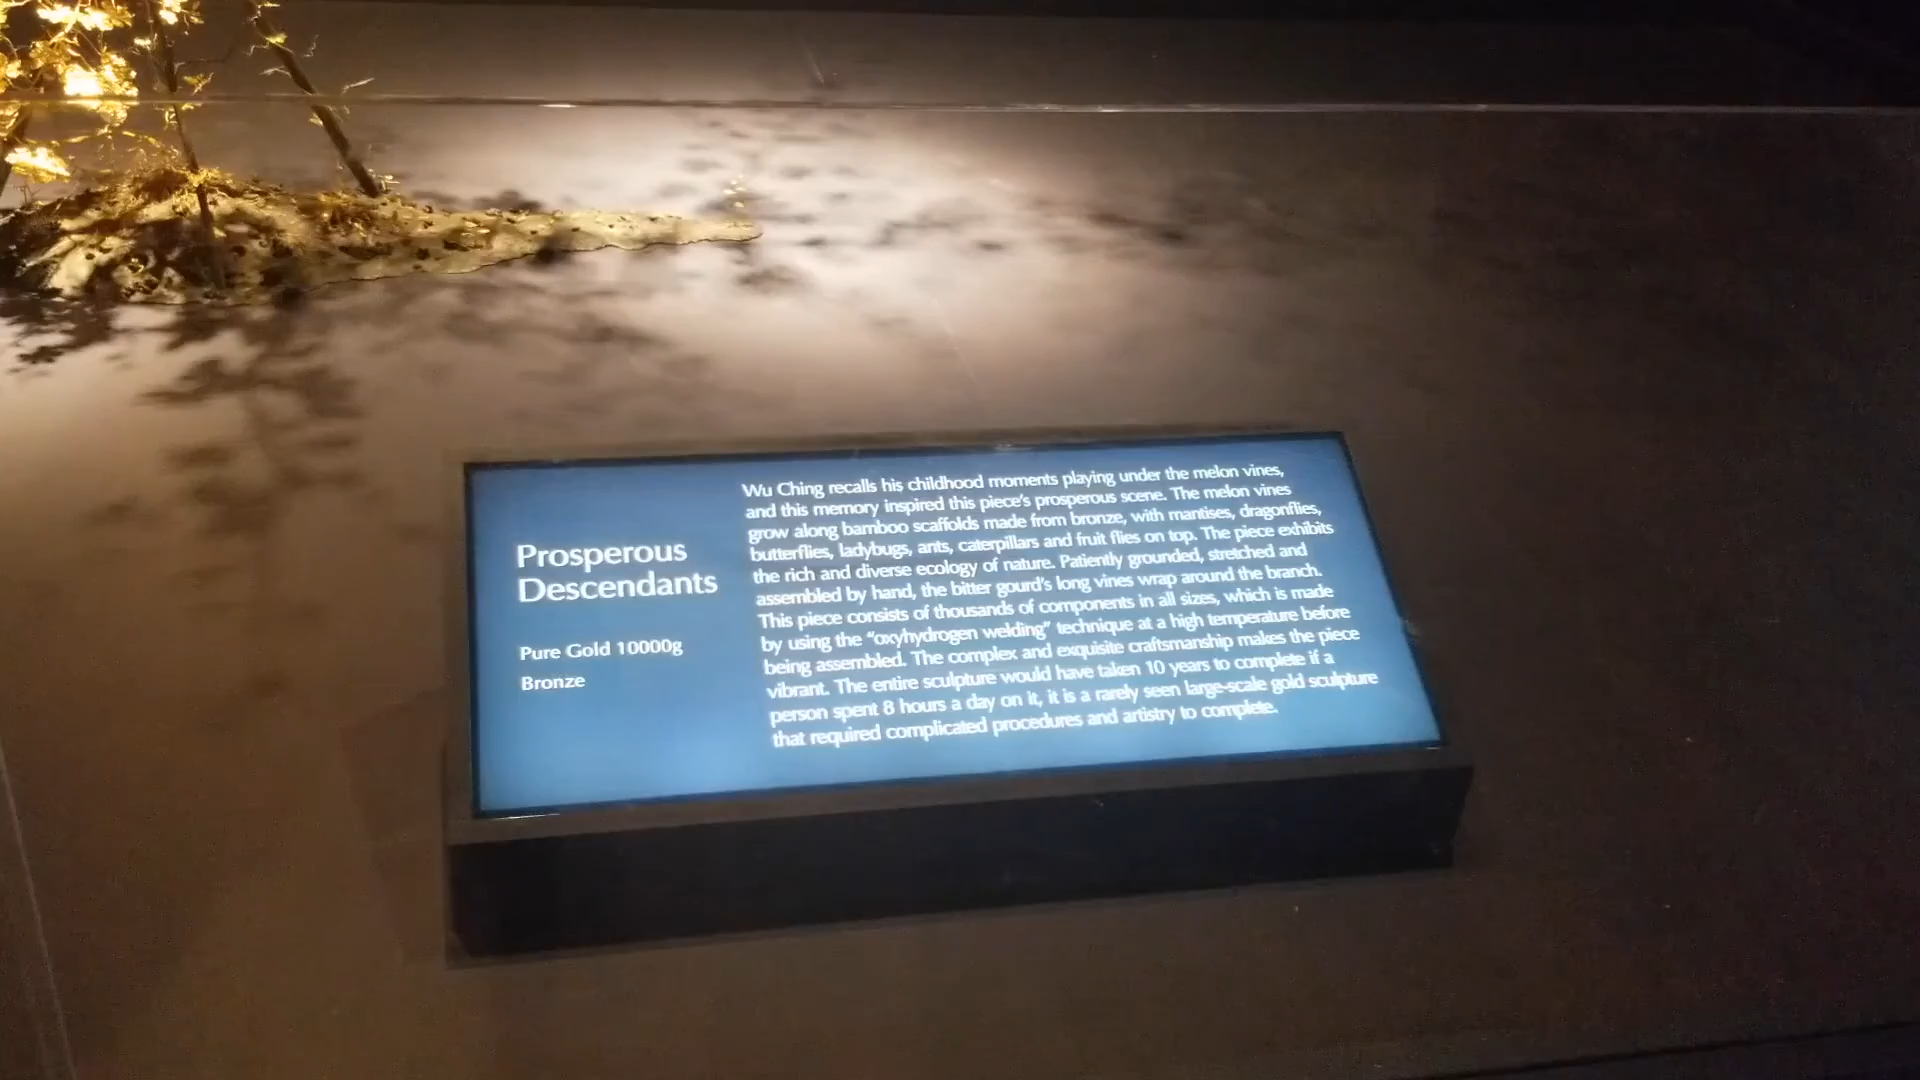 Prosperous
Descendants
Pure Gold 10000g
Bronze
Wu Ching recalls his childhood moments playing under the melon vines,
and this memory inspired this piece's prosperous scene. The melon vines
grow along bamboo scaffolds made from bronze, with mantises, dragonflies,
butterflies, ladybugs, ants, caterpillars and fruit flies on top. The piece exhibits
the rich and diverse ecology of nature. Patiently grounded, stretched and
assembled by hand, the bitter gourd's long vines wrap around the branch.
This piece consists of thousands of components in all sizes, which is made
by using the "oxyhydrogen welding" technique at a high temperature before
being assembled. The complex and exquisite craftsmanship makes the piece
vibrant. The entire sculpture would have taken 10 years to complete if a
person spent 8 hours a day on it, it is a rarely seen large-scale gold sculpture
that required complicated procedures and artistry to complete.